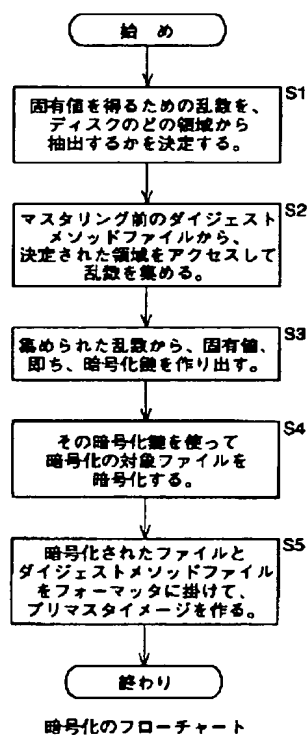 始め
S1
固有値を得るための乱数を、
ディスクのどの領域から
抽出するかを決定する。
S2
マスタリング前のダイジェスト
メソッドファイルから、
決定された領域をアクセスして
乱数を集める。
S3
集められた乱数から、固有値、
即ち、暗号化鍵を作り出す。
S4
その暗号化鍵を使って
暗号化の対象ファイルを
暗号化する。
S5
暗号化されたファイルと
ダイジェストメソッドファイル
をフォーマッタに掛けて、
プリマスタイメージを作る。
終わり
暗号化のフローチャート